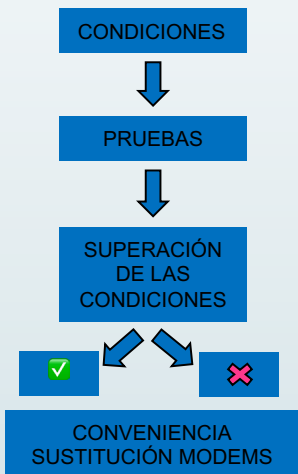 CONDICIONES
PRUEBAS
SUPERACIÓN
DE LAS
CONDICIONES
CONVENIENCIA
SUSTITUCIÓN MODEMS